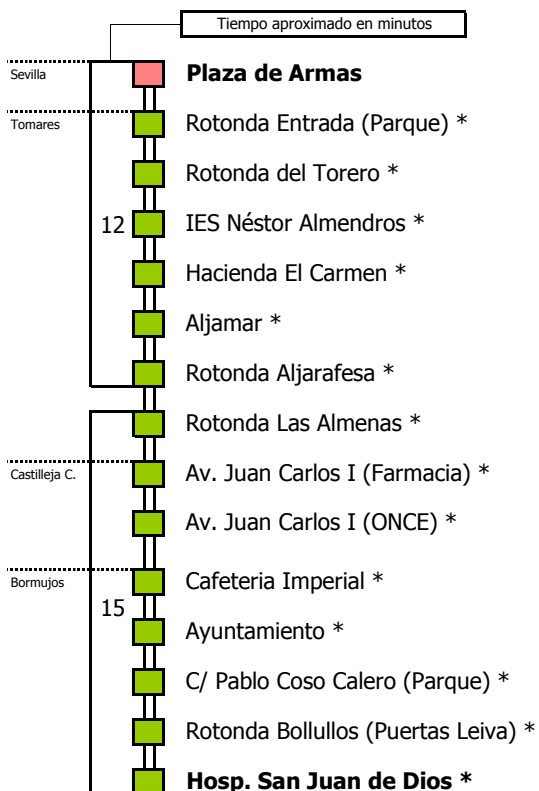 Tiempo aproximado en minutos
Sevilla
Plaza de Armas
Tomares
Rotonda Entrada (Parque) *
Rotonda del Torero *
12
IES Néstor Almendros *
Hacienda El Carmen *
Aljamar *
Rotonda Aljarafesa *
Rotonda Las Almenas *
Castilleja C.
Av. Juan Carlos I (Farmacia) *
Av. Juan Carlos I (ONCE) *
Bormujos
Cafeteria Imperial *
15
Ayuntamiento *
C/ Pablo Coso Calero (Parque) *
Rotonda Bollullos (Puertas Leiva) *
Hosp. San Juan de Dios *